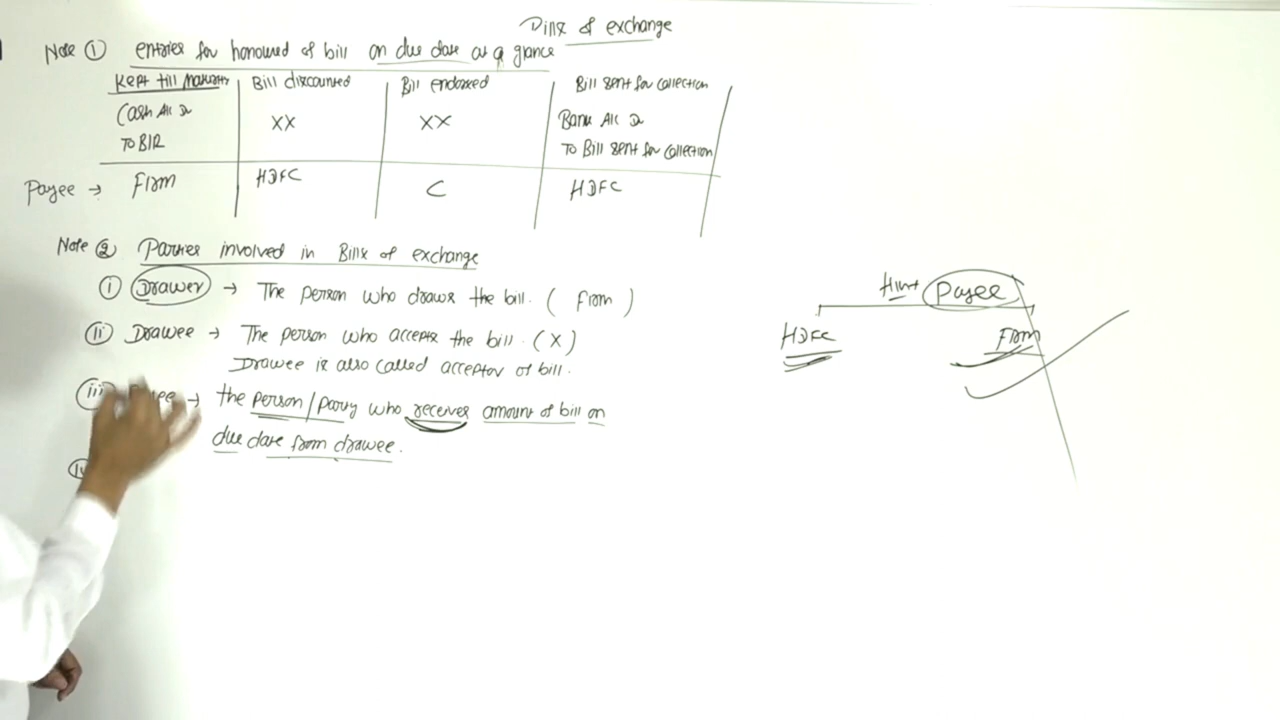 Bills of exchange
Note ① entries for honoured of bill on due date at a glance
Kept till maturity | Bill discounted | Bill endorsed | Bill sent for collection
Cash A/c Dr | XX | XX | Bank A/c Dr
To B/R | To Bill sent for collection
Payee → Firm | HDFC | C | HDFC
Note ② Parties involved in Bills of exchange
(i) Drawer → The person who draws the bill. (Firm)
(ii) Drawee → The person who accepts the bill. (X)
Drawee is also called acceptor of bill.
(iii) → the person/party who receives amount of bill on
due date from drawee.
(iv
Payee
HDFC Firm